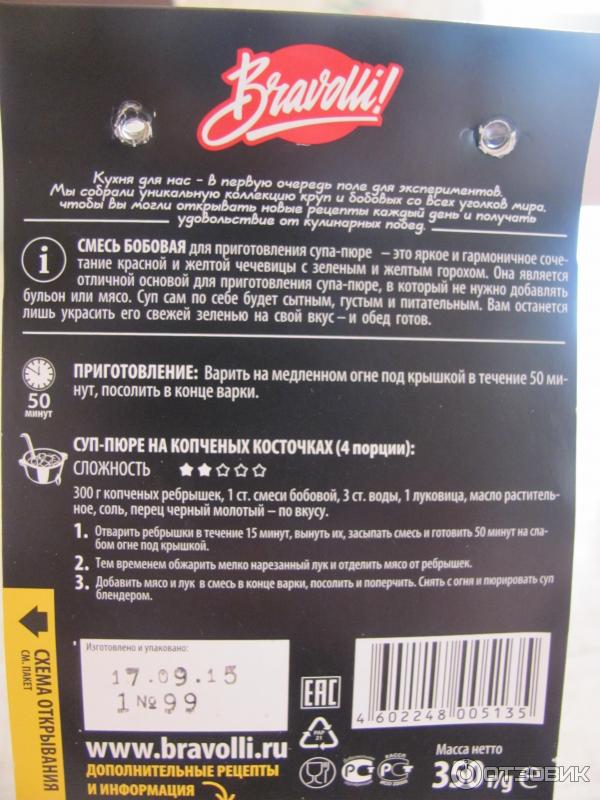 Bravolli!
Кухня для нас - в первую очередь поле для экспериментов.
Мы собрали уникальную коллекцию круп и бобовых со всех уголков мира,
чтобы вы могли открывать новые рецепты каждый день и получать
удовольствие от кулинарных побед.
СМЕСЬ БОБОВАЯ для приготовления супа-пюре – это яркое и гармоничное соче-
тание красной и желтой чечевицы с зеленым и желтым горохом. Она является
отличной основой для приготовления супа-пюре, в который не нужно добавлять
бульон или мясо. Суп сам по себе будет сытным, густым и питательным. Вам останется
лишь украсить его свежей зеленью на свой вкус – и обед готов.
50
минут
ПРИГОТОВЛЕНИЕ: Варить на медленном огне под крышкой в течение 50 ми-
нут, посолить в конце варки.
СУП-ПЮРЕ НА КОПЧЕНЫХ КОСТОЧКАХ (4 порции):
СЛОЖНОСТЬ ★★☆☆☆
300 г копченых ребрышек, 1 ст. смеси бобовой, 3 ст. воды, 1 луковица, масло раститель-
ное, соль, перец черный молотый – по вкусу.
1. Отварить ребрышки в течение 15 минут, вынуть их, засыпать смесь и готовить 50 минут на сла-
бом огне под крышкой.
2. Тем временем обжарить мелко нарезанный лук и отделить мясо от ребрышек.
3. Добавить мясо и лук в смесь в конце варки, посолить и поперчить. Снять с огня и пюрировать суп
блендером.
СХЕМА ОТКРЫВАНИЯ
СМ. ПАКЕТ
Изготовлено и упаковано:
17.09.15
1 №99
EAC
PAP
21
4 602248 005135
www.bravolli.ru
ДОПОЛНИТЕЛЬНЫЕ РЕЦЕПТЫ
И ИНФОРМАЦИЯ
Масса нетто
г/g ℮
ОТЗОВИК